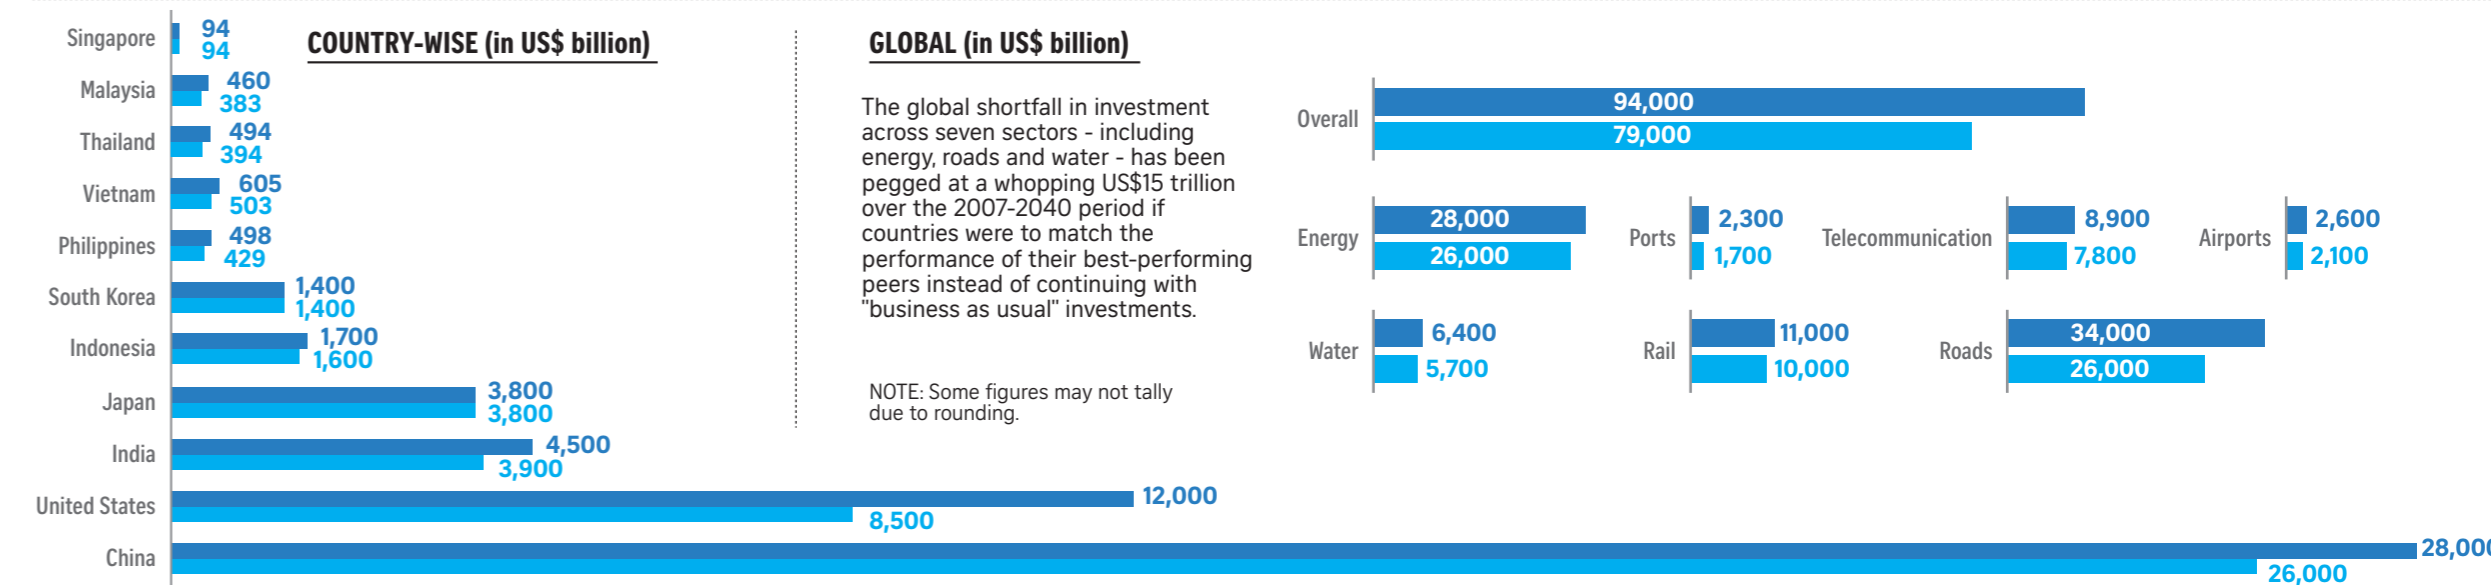 COUNTRY-WISE (in US$ billion)
Singapore
94
94
Malaysia
460
383
Thailand
494
394
Vietnam
605
503
Philippines
498
429
South Korea
1,400
1,400
Indonesia
1,700
1,600
Japan
3,800
3,800
India
4,500
3,900
United States
12,000
8,500
China
28,000
26,000
GLOBAL (in US$ billion)
The global shortfall in investment
across seven sectors - including
energy, roads and water - has been
pegged at a whopping US$15 trillion
over the 2007-2040 period if
countries were to match the
performance of their best-performing
peers instead of continuing with
"business as usual" investments.
NOTE: Some figures may not tally
due to rounding.
Overall
94,000
79,000
Energy
28,000
26,000
Ports
2,300
1,700
Telecommunication
8,900
7,800
Airports
2,600
2,100
Water
6,400
5,700
Rail
11,000
10,000
Roads
34,000
26,000